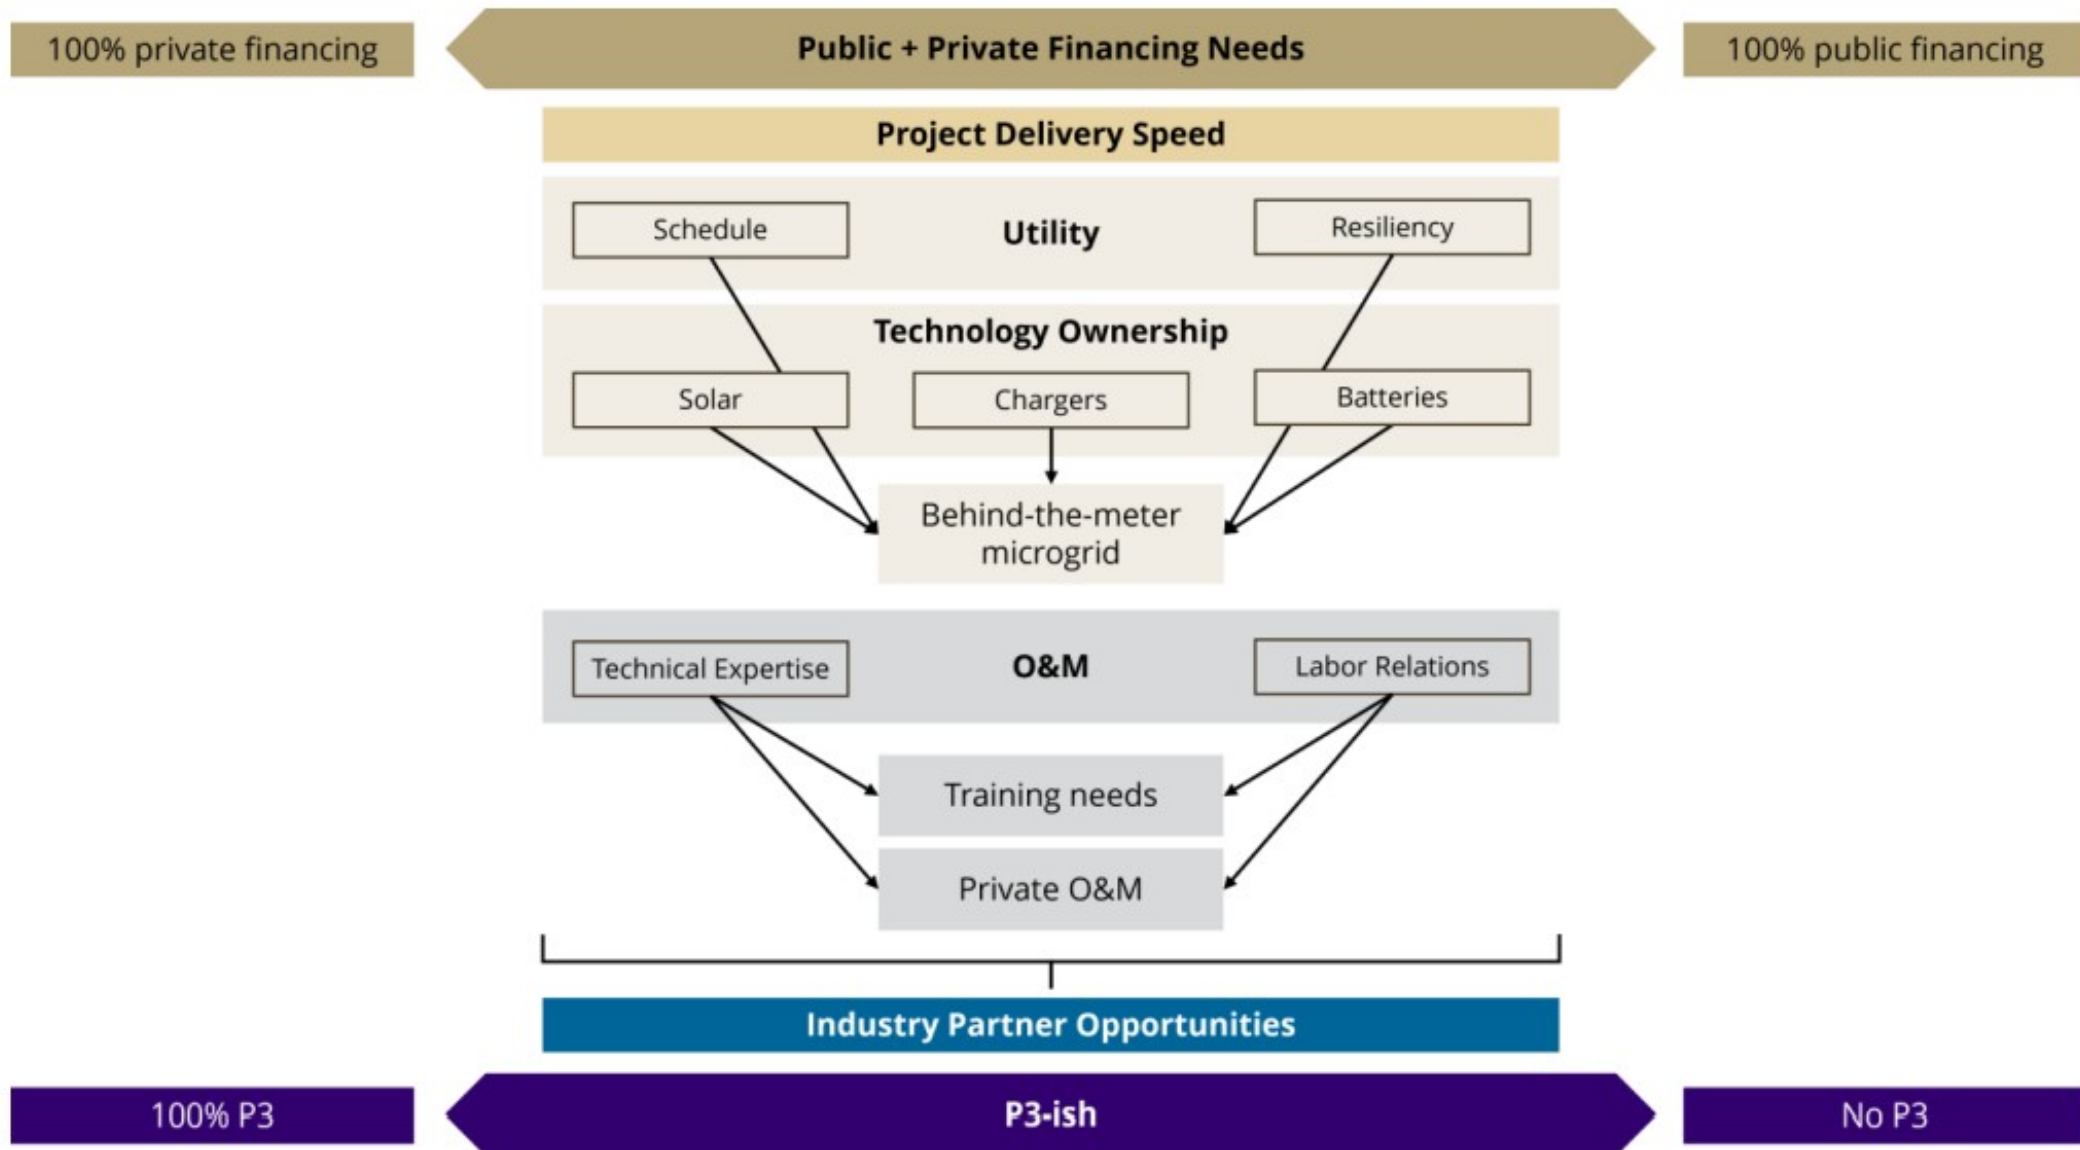 100% private financing
Public + Private Financing Needs
100% public financing
Project Delivery Speed
Schedule
Utility
Resiliency
Technology Ownership
Solar
Chargers
Batteries
Behind-the-meter
microgrid
Technical Expertise
O&M
Labor Relations
Training needs
Private O&M
Industry Partner Opportunities
100% P3
P3-ish
No P3